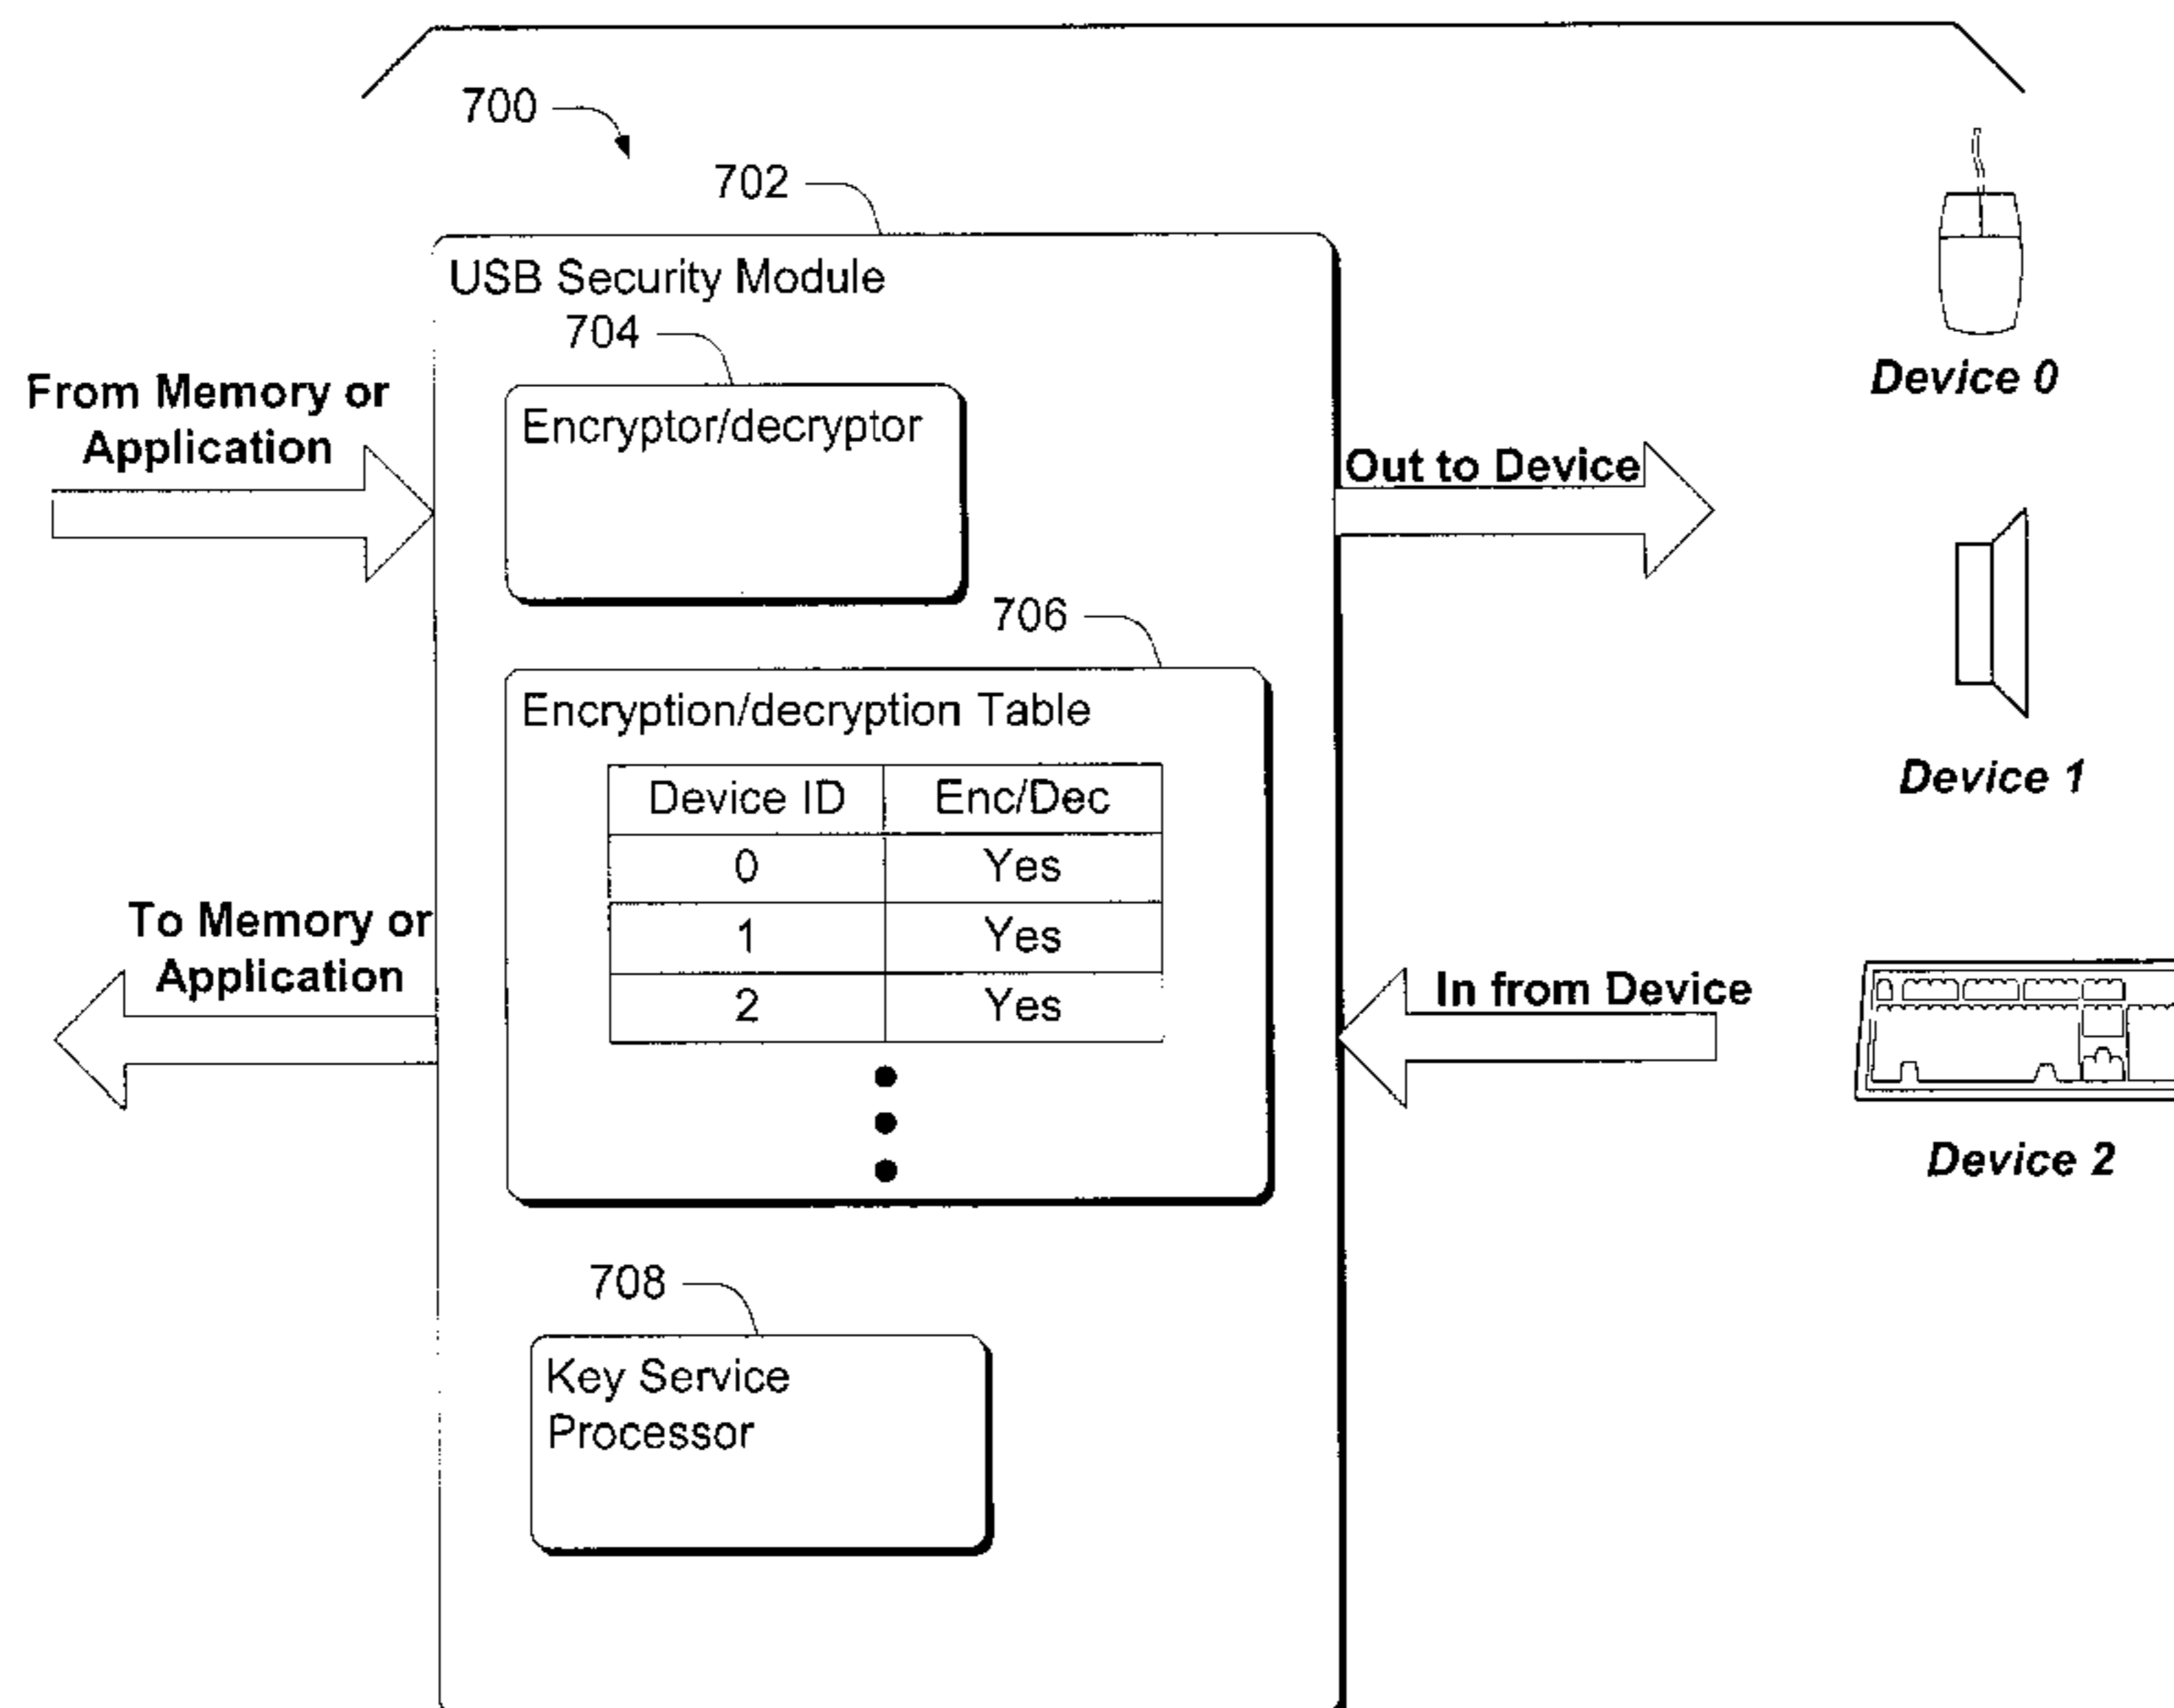 700
702
USB Security Module
704
Encryptor/decryptor
From Memory or
Application
Out to Device
Device 0
706
Encryption/decryption Table
Device ID Enc/Dec
0 Yes
1 Yes
2 Yes
Device 1
To Memory or
Application
In from Device
Device 2
708
Key Service
Processor